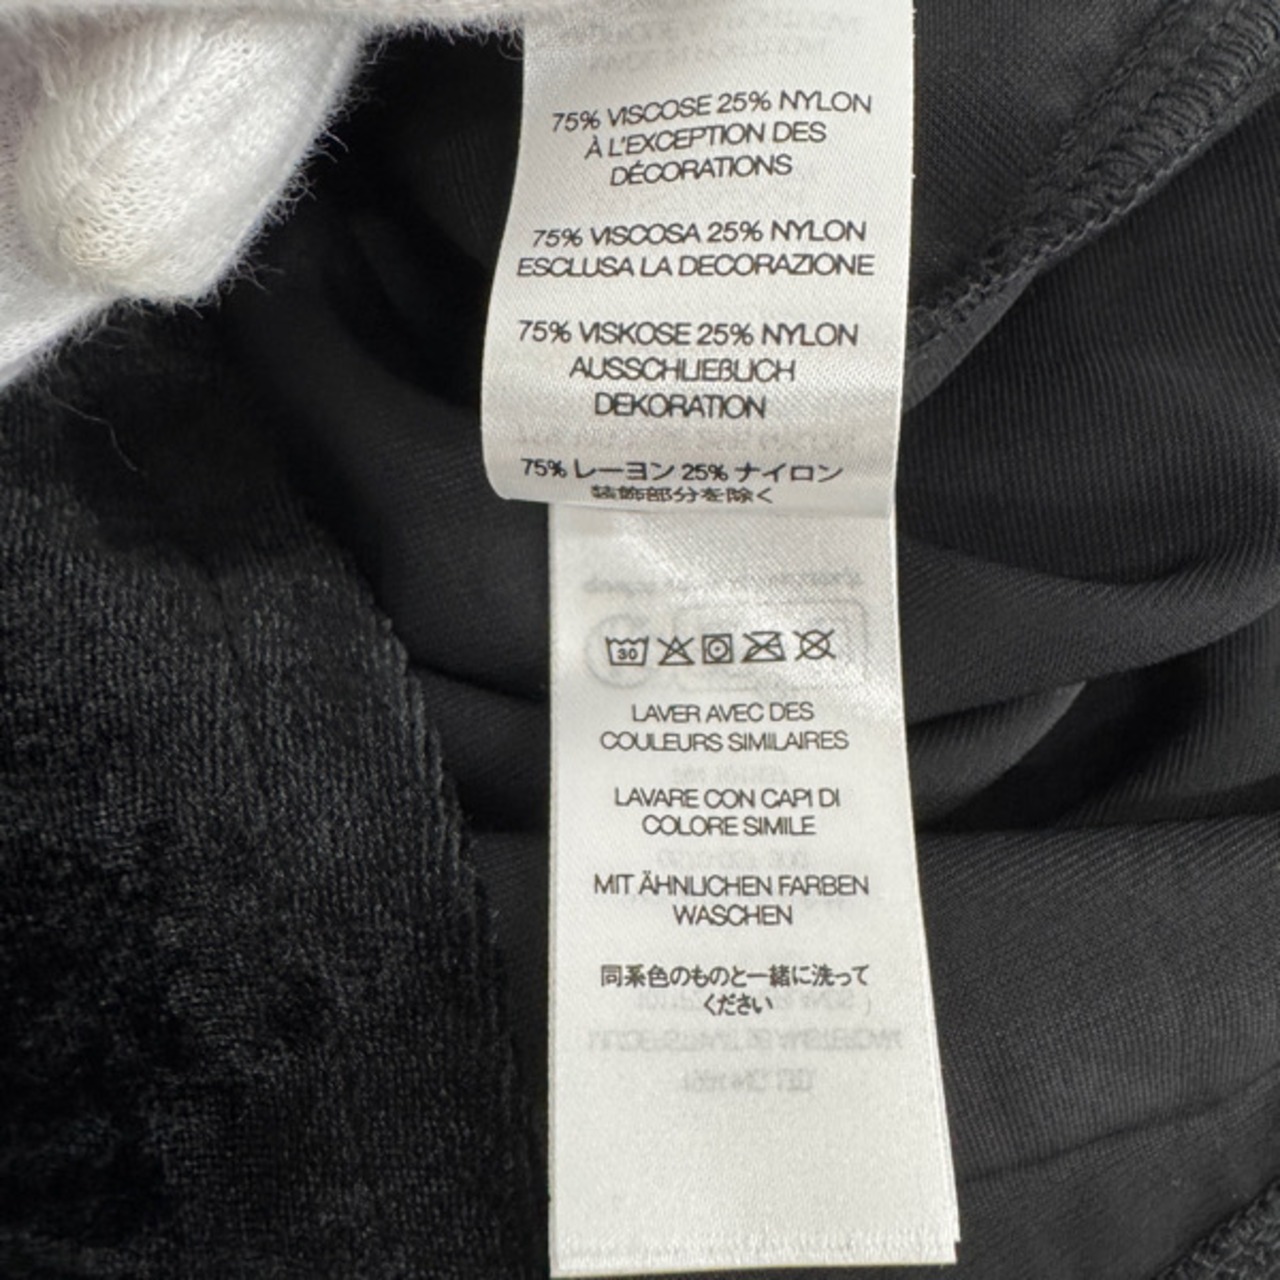 75% VISCOSE 25% NYLON
À L'EXCEPTION DES
DÉCORATIONS
75% VISCOSA 25% NYLON
ESCLUSA LA DECORAZIONE
75% VISKOSE 25% NYLON
AUSSCHLIEßLICH
DEKORATION
75% レーヨン 25% ナイロン
装飾部分を除く
30
LAVER AVEC DES
COULEURS SIMILAIRES
LAVARE CON CAPI DI
COLORE SIMILE
MIT ÄHNLICHEN FARBEN
WASCHEN
同系色のものと一緒に洗って
ください